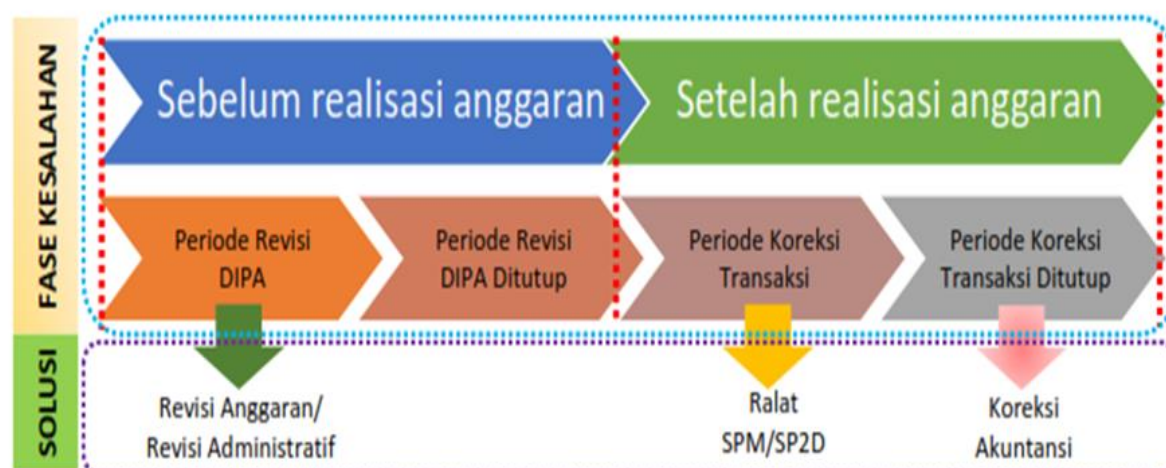 FASE KESALAHAN
Sebelum realisasi anggaran
Setelah realisasi anggaran
Periode Revisi
DIPA
Periode Revisi
DIPA Ditutup
Periode Koreksi
Transaksi
Periode Koreksi
Transaksi Ditutup
SOLUSI
Revisi Anggaran/
Revisi Administratif
Ralat
SPM/SP2D
Koreksi
Akuntansi